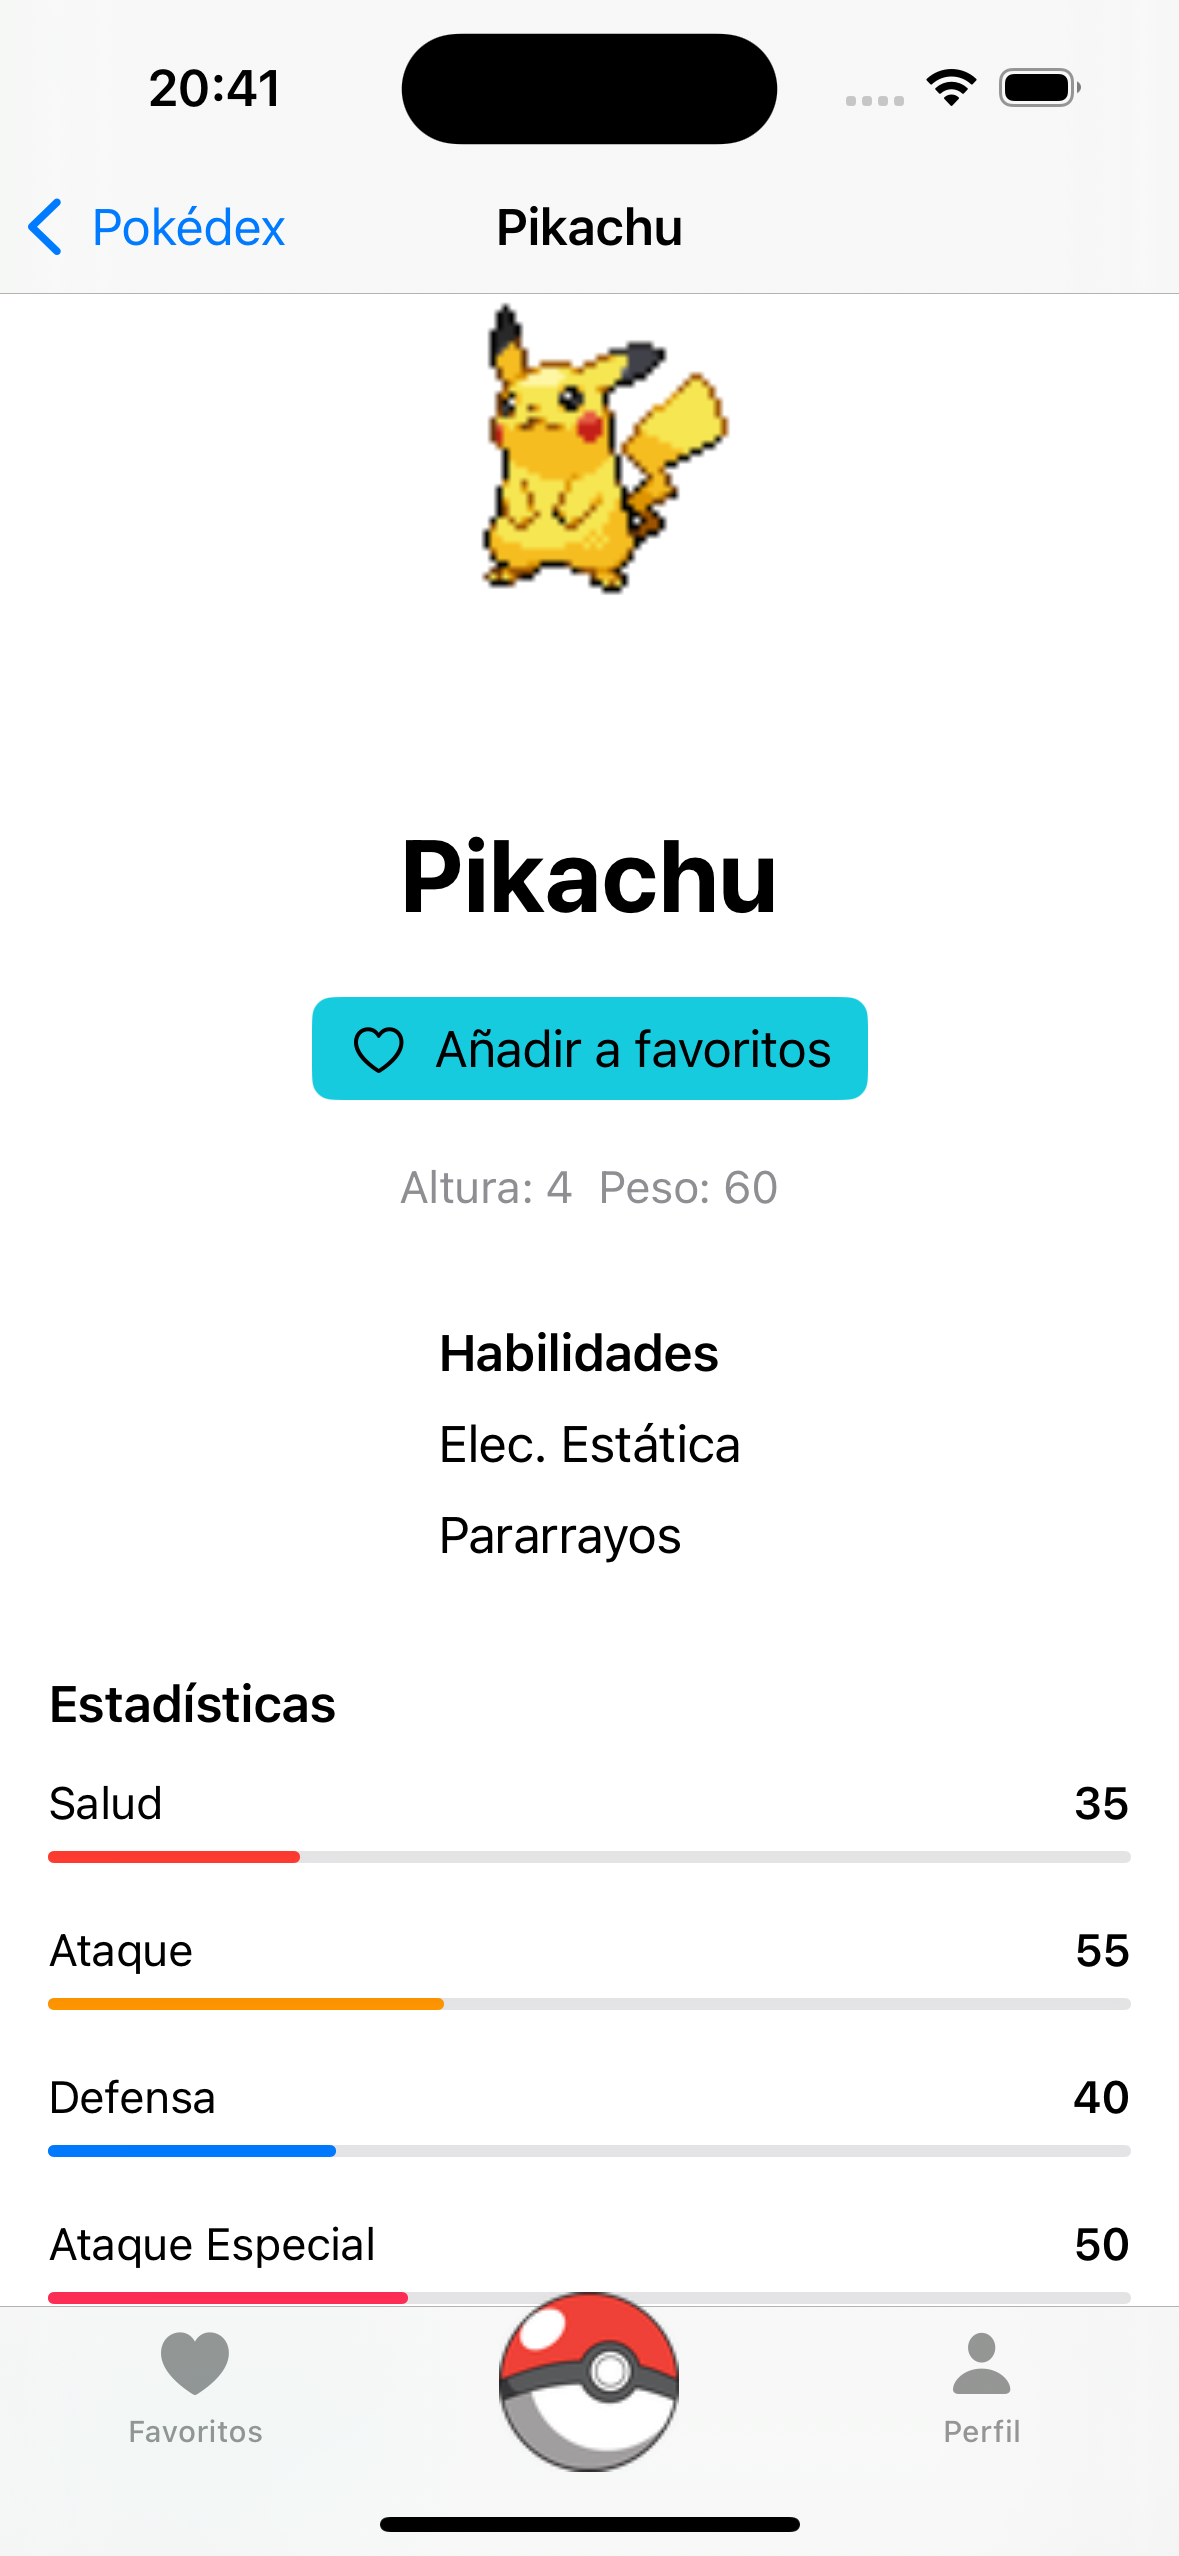 20:41
Pokédex
Pikachu
Pikachu
Añadir a favoritos
Altura: 4 Peso: 60
Habilidades
Elec. Estática
Pararrayos
Estadísticas
Salud 35
Ataque 55
Defensa 40
Ataque Especial 50
Favoritos
Perfil